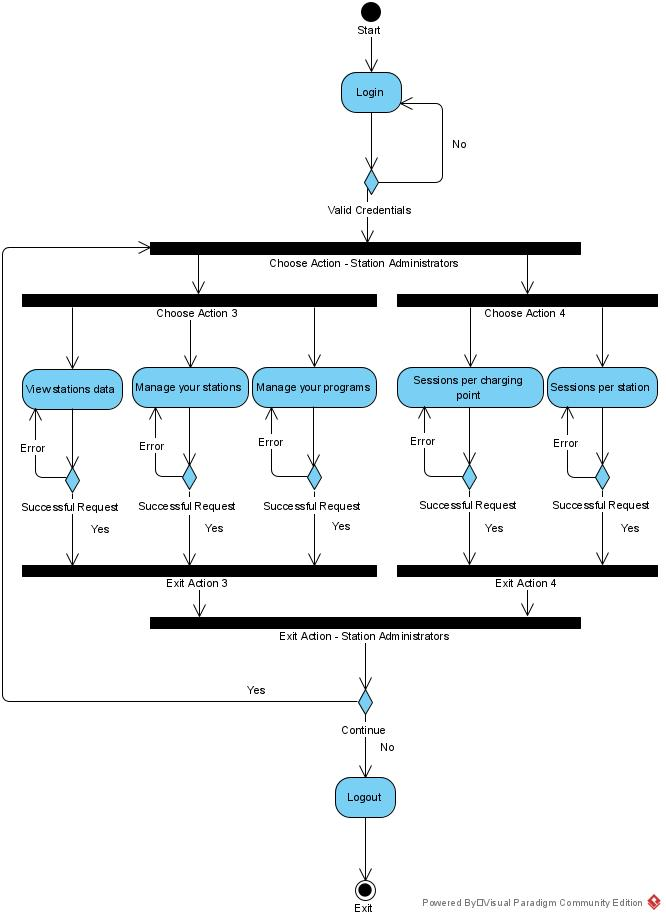 Start
Login
No
Valid Credentials
Choose Action - Station Administrators
Choose Action 3
Choose Action 4
View stations data
Manage your stations
Manage your programs
Sessions per charging
point
Sessions per station
Error
Error
Error
Error
Error
Successful Request
Successful Request
Successful Request
Successful Request
Successful Request
Yes
Yes
Yes
Yes
Yes
Exit Action 3
Exit Action 4
Exit Action - Station Administrators
Yes
Continue
No
Logout
Exit
Powered By Visual Paradigm Community Edition